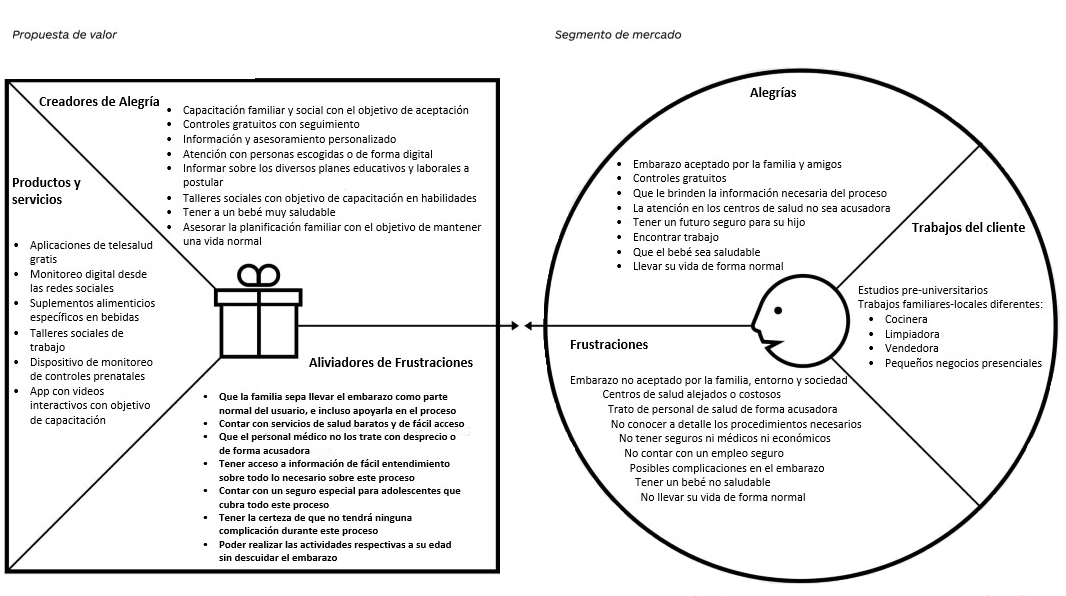 Propuesta de valor
Creadores de Alegría
• Capacitación familiar y social con el objetivo de aceptación
• Controles gratuitos con seguimiento
• Información y asesoramiento personalizado
• Atención con personas escogidas o de forma digital
• Informar sobre los diversos planes educativos y laborales a
postular
• Talleres sociales con objetivo de capacitación en habilidades
• Tener a un bebé muy saludable
• Asesorar la planificación familiar con el objetivo de mantener
una vida normal
Productos y
servicios
• Aplicaciones de telesalud
gratis
• Monitoreo digital desde
las redes sociales
• Suplementos alimenticios
específicos en bebidas
• Talleres sociales de
trabajo
• Dispositivo de monitoreo
de controles prenatales
• App con videos
interactivos con objetivo
de capacitación
Aliviadores de Frustraciones
• Que la familia sepa llevar el embarazo como parte
normal del usuario, e incluso apoyarla en el proceso
• Contar con servicios de salud baratos y de fácil acceso
• Que el personal médico no los trate con desprecio o
de forma acusadora
• Tener acceso a información de fácil entendimiento
sobre todo lo necesario sobre este proceso
• Contar con un seguro especial para adolescentes que
cubra todo este proceso
• Tener la certeza de que no tendrá ninguna
complicación durante este proceso
• Poder realizar las actividades respectivas a su edad
sin descuidar el embarazo
Segmento de mercado
Alegrías
• Embarazo aceptado por la familia y amigos
• Controles gratuitos
• Que le brinden la información necesaria del proceso
• La atención en los centros de salud no sea acusadora
• Tener un futuro seguro para su hijo
• Encontrar trabajo
• Que el bebé sea saludable
• Llevar su vida de forma normal
Trabajos del cliente
Estudios pre-universitarios
Trabajos familiares-locales diferentes:
• Cocinera
• Limpiadora
• Vendedora
• Pequeños negocios presenciales
Frustraciones
Embarazo no aceptado por la familia, entorno y sociedad
Centros de salud alejados o costosos
Trato de personal de salud de forma acusadora
No conocer a detalle los procedimientos necesarios
No tener seguros ni médicos ni económicos
No contar con un empleo seguro
Posibles complicaciones en el embarazo
Tener un bebé no saludable
No llevar su vida de forma normal